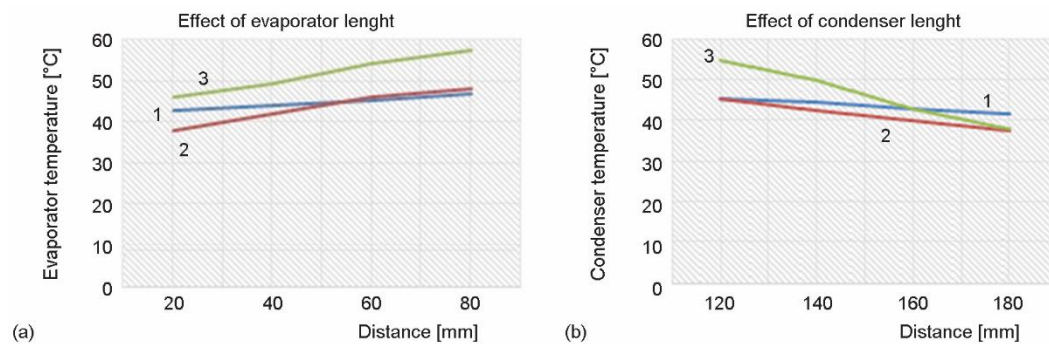 Effect of evaporator lenght
Evaporator temperature [°C]
60
50
40
30
20
10
0
3
1
2
20 40 60 80
Distance [mm]
(a)
Effect of condenser lenght
Condenser temperature [°C]
60
50
40
30
20
10
0
3
1
2
120 140 160 180
Distance [mm]
(b)